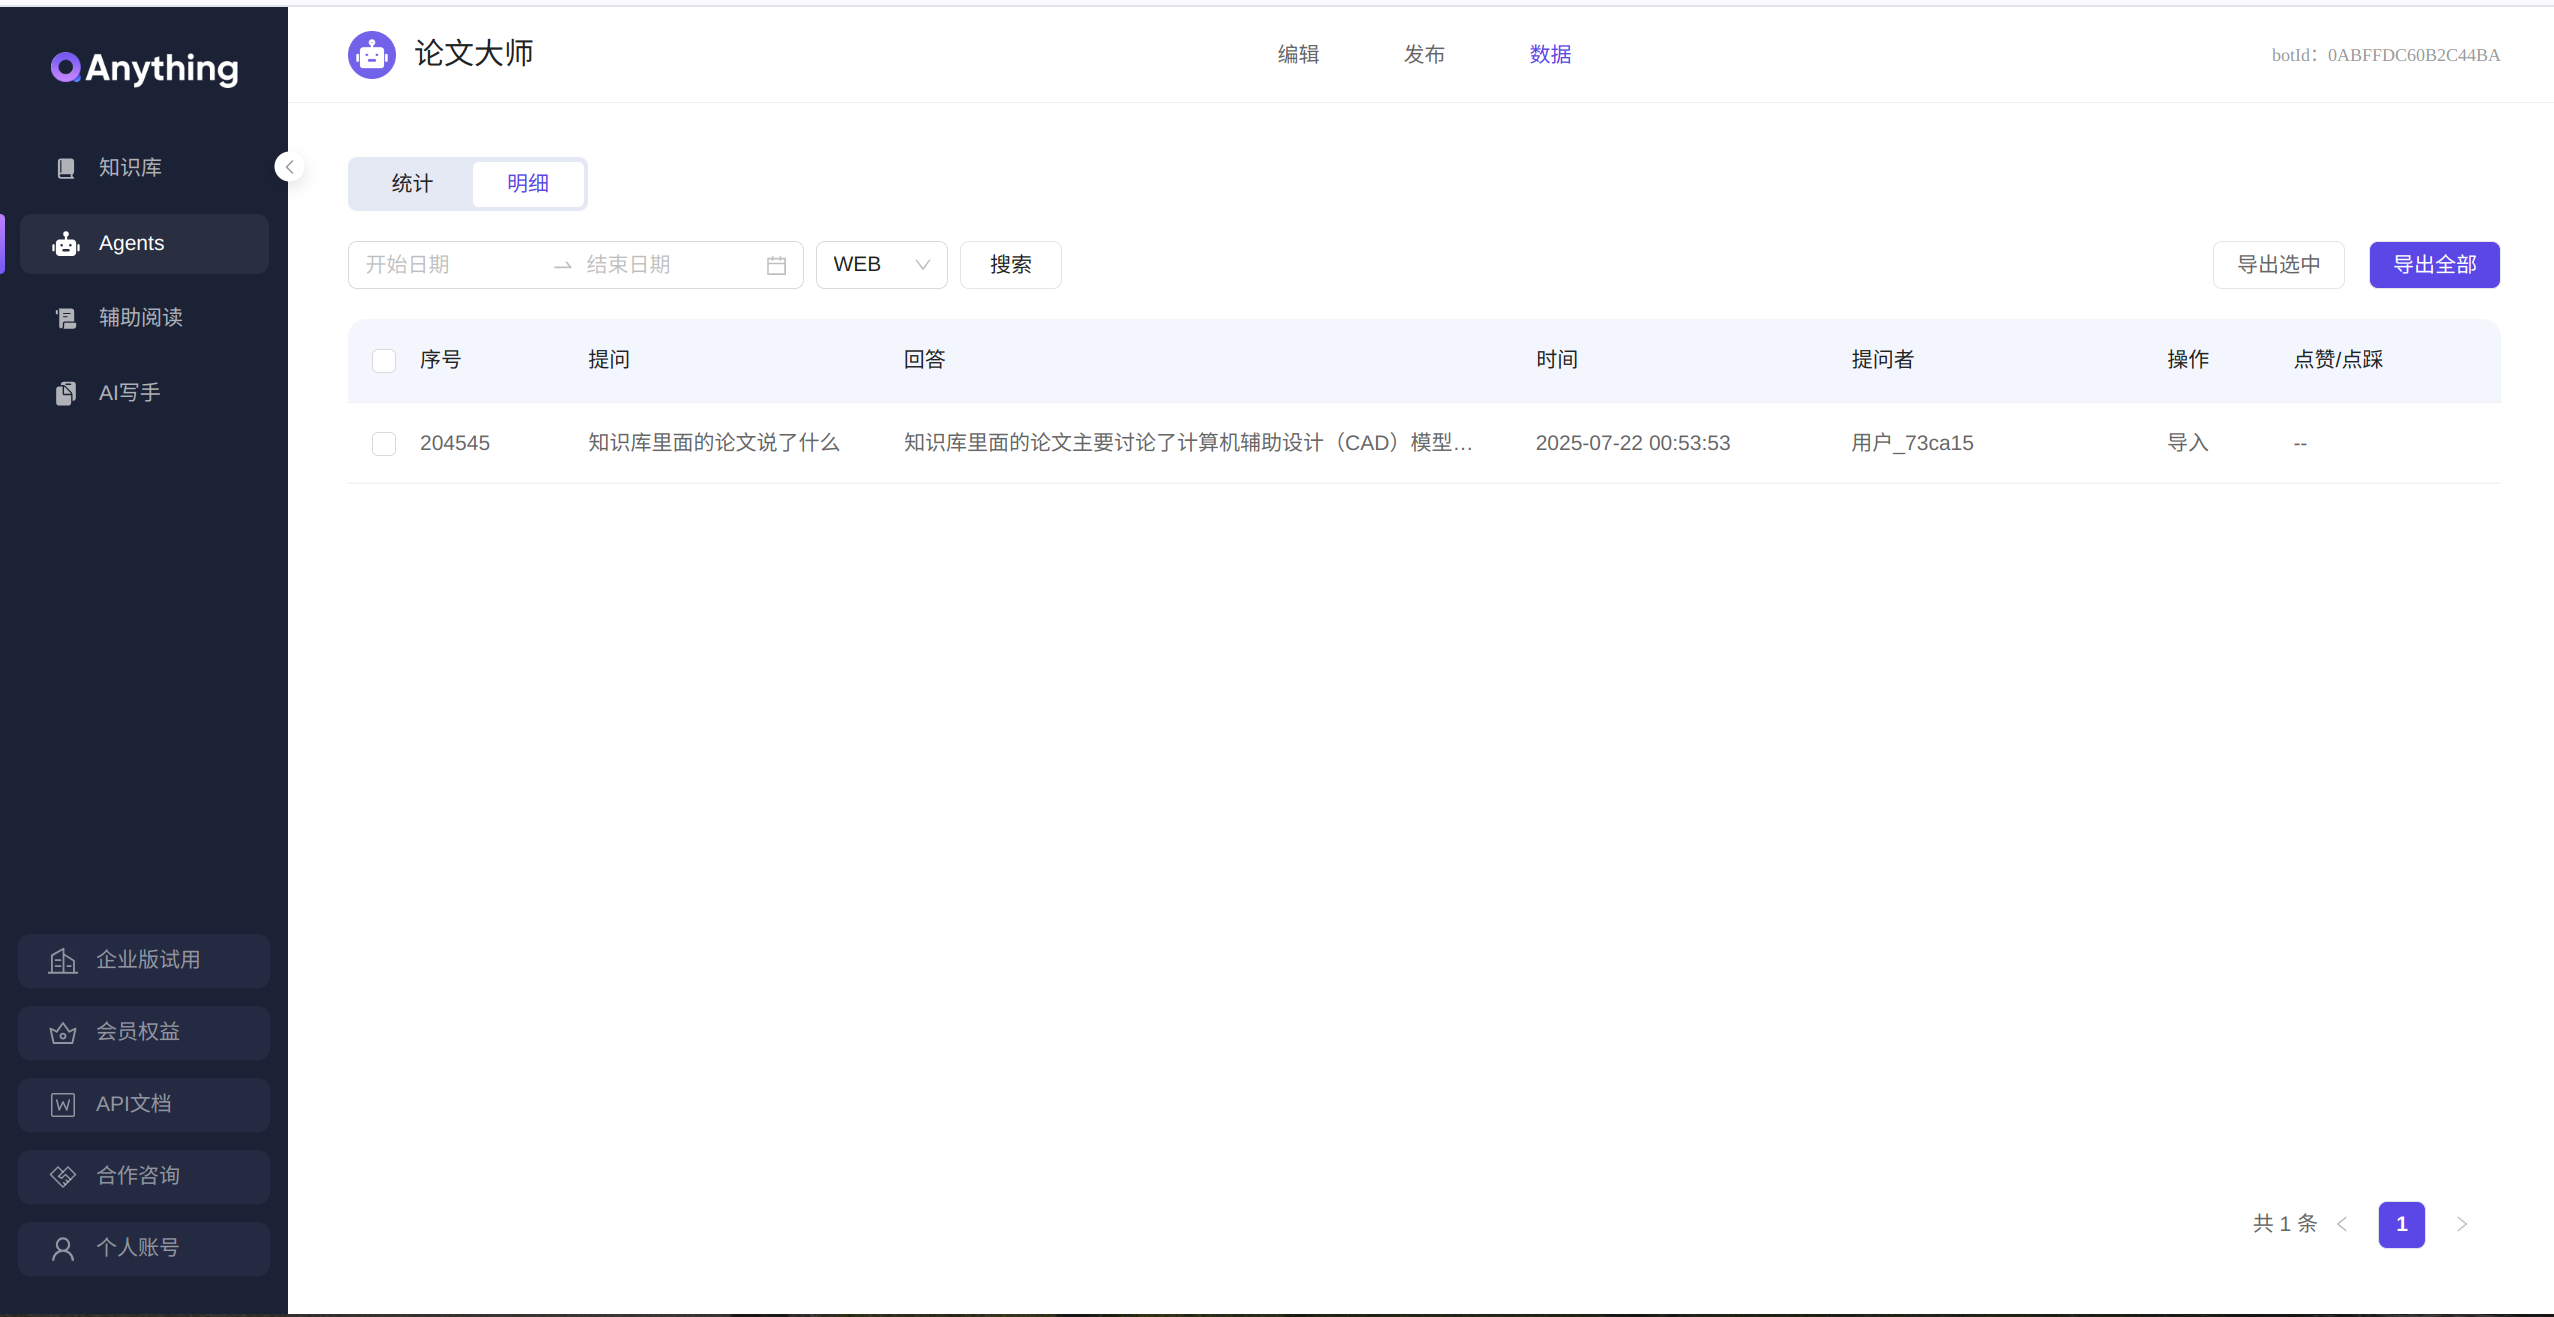 QAnything
知识库
Agents
辅助阅读
AI写手
企业版试用
会员权益
API文档
合作咨询
个人账号
论文大师
编辑 发布 数据
botId：0ABFFDC60B2C44BA
统计 明细
开始日期 结束日期 WEB 搜索 导出选中 导出全部
序号 提问 回答 时间 提问者 操作 点赞/点踩
204545 知识库里面的论文说了什么 知识库里面的论文主要讨论了计算机辅助设计（CAD）模型… 2025-07-22 00:53:53 用户_73ca15 导入 --
共 1 条 1